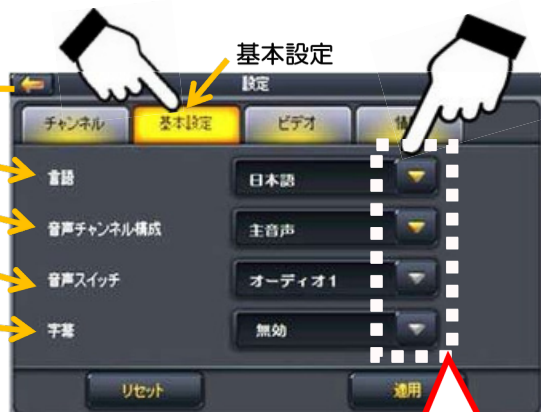 基本設定
設定
チャンネル 基本設定 ビデオ
言語 日本語
音声チャンネル構成 主音声
音声スイッチ オーディオ1
字幕 無効
リセット 適用